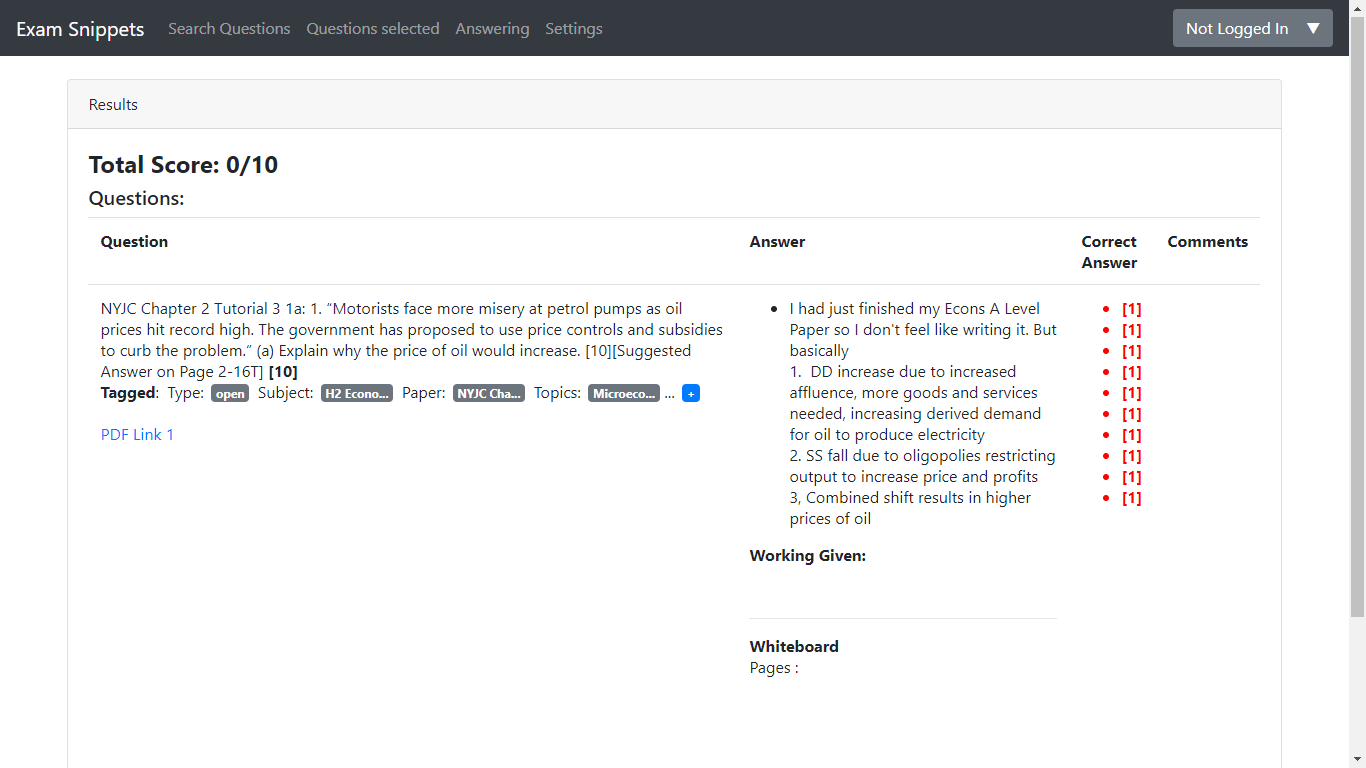 Exam Snippets Search Questions Questions selected Answering Settings Not Logged In ▼
Results
Total Score: 0/10
Questions:
Question Answer Correct Answer Comments
NYJC Chapter 2 Tutorial 3 1a: 1. “Motorists face more misery at petrol pumps as oil
prices hit record high. The government has proposed to use price controls and subsidies
to curb the problem.” (a) Explain why the price of oil would increase. [10][Suggested
Answer on Page 2-16T] [10]
Tagged: Type: open Subject: H2 Econo... Paper: NYJC Cha... Topics: Microeco... ... +
PDF Link 1
• I had just finished my Econs A Level
Paper so I don't feel like writing it. But
basically
1. DD increase due to increased
affluence, more goods and services
needed, increasing derived demand
for oil to produce electricity
2. SS fall due to oligopolies restricting
output to increase price and profits
3, Combined shift results in higher
prices of oil
Working Given:
Whiteboard
Pages :
• [1]
• [1]
• [1]
• [1]
• [1]
• [1]
• [1]
• [1]
• [1]
• [1]